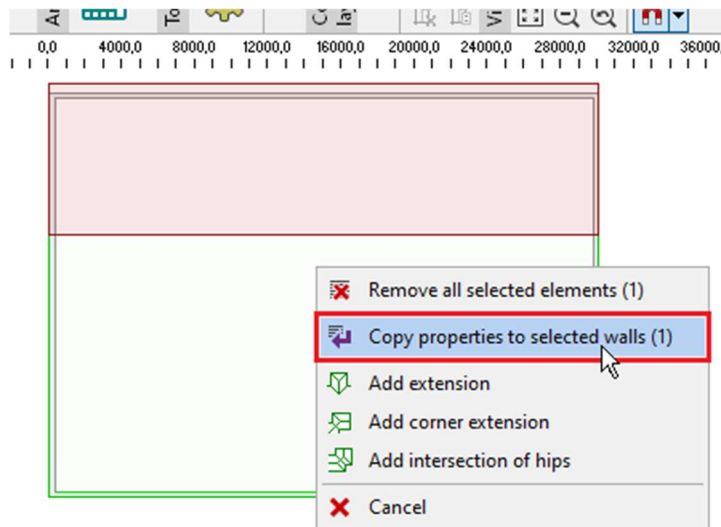 0,0 4000,0 8000,0 12000,0 16000,0 20000,0 24000,0 28000,0 32000,0 36000,
Remove all selected elements (1)
Copy properties to selected walls (1)
Add extension
Add corner extension
Add intersection of hips
Cancel